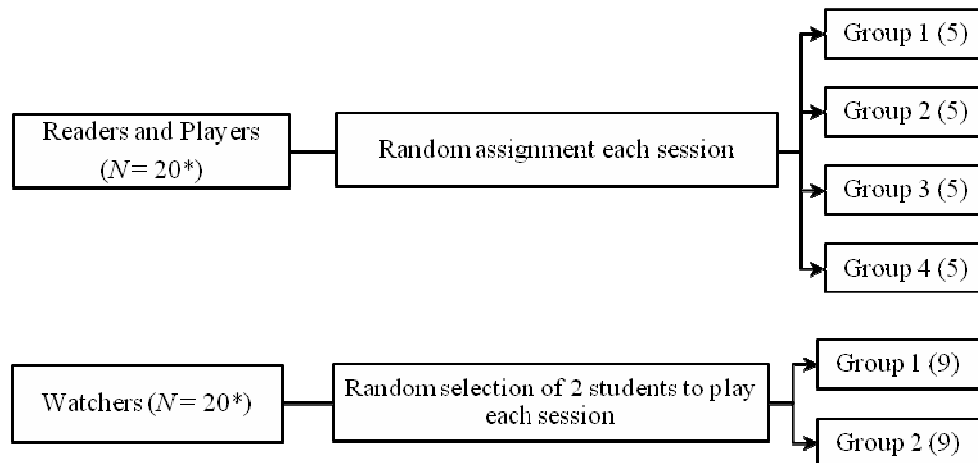 Group 1 (5)
Group 2 (5)
Readers and Players
(N = 20*)
Random assignment each session
Group 3 (5)
Group 4 (5)
Watchers (N = 20*)
Random selection of 2 students to play
each session
Group 1 (9)
Group 2 (9)